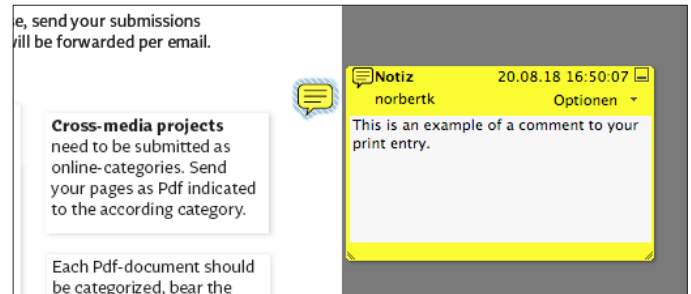 se, send your submissions
will be forwarded per email.
Cross-media projects
need to be submitted as
online-categories. Send
your pages as Pdf indicated
to the according category.
Each Pdf-document should
be categorized, bear the
Notiz 20.08.18 16:50:07
norbertk Optionen
This is an example of a comment to your
print entry.